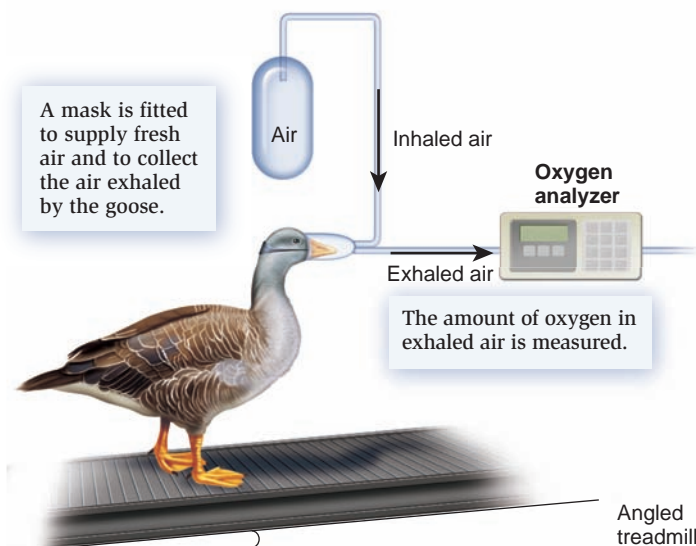 A mask is fitted
to supply fresh
air and to collect
the air exhaled
by the goose.
Air
Inhaled air
Oxygen
analyzer
Exhaled air
The amount of oxygen in
exhaled air is measured.
Angled
treadmill